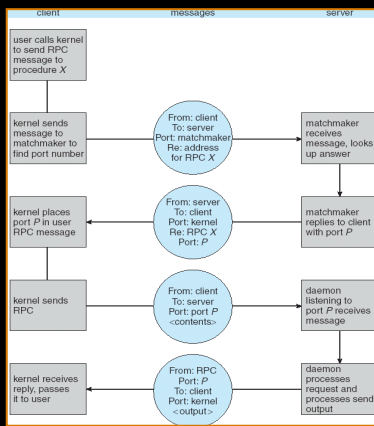 client messages server
user calls kernel
to send RPC
message to
procedure X
kernel sends
message to
matchmaker to
find port number
From: client
To: server
Port: matchmaker
Re: address
for RPC X
matchmaker
receives
message, looks
up answer
kernel places
port P in user
RPC message
From: server
To: client
Port: kernel
Re: RPC X
Port: P
matchmaker
replies to client
with port P
kernel sends
RPC
From: client
To: server
Port: port P
<contents>
daemon
listening to
port P receives
message
kernel receives
reply, passes
it to user
From: RPC
Port: P
To: client
Port: kernel
<output>
daemon
processes
request and
processes send
output